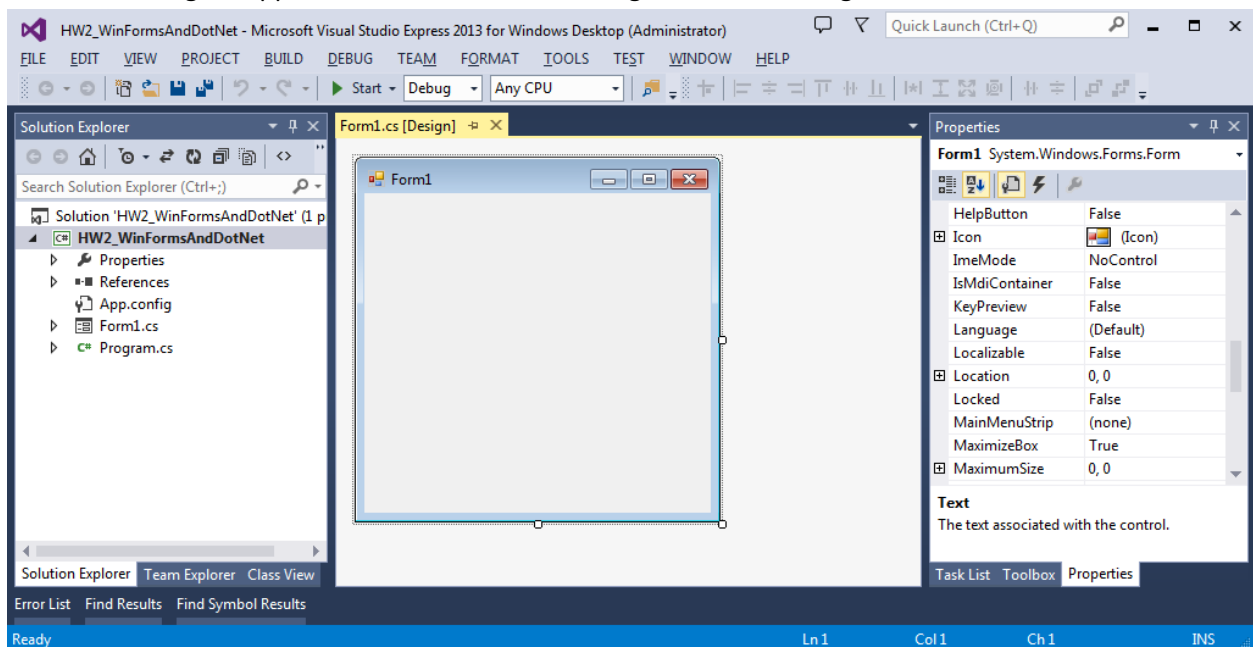 HW2_WinFormsAndDotNet - Microsoft Visual Studio Express 2013 for Windows Desktop (Administrator)
Quick Launch (Ctrl+Q)
FILE EDIT VIEW PROJECT BUILD DEBUG TEAM FORMAT TOOLS TEST WINDOW HELP
Start Debug Any CPU
Solution Explorer
Search Solution Explorer (Ctrl+;)
Solution 'HW2_WinFormsAndDotNet' (1 p
HW2_WinFormsAndDotNet
Properties
References
App.config
Form1.cs
Program.cs
Solution Explorer Team Explorer Class View
Form1.cs [Design]
Form1
Properties
Form1 System.Windows.Forms.Form
HelpButton False
Icon (Icon)
ImeMode NoControl
IsMdiContainer False
KeyPreview False
Language (Default)
Localizable False
Location 0, 0
Locked False
MainMenuStrip (none)
MaximizeBox True
MaximumSize 0, 0
Text
The text associated with the control.
Task List Toolbox Properties
Error List Find Results Find Symbol Results
Ready Ln 1 Col 1 Ch 1 INS